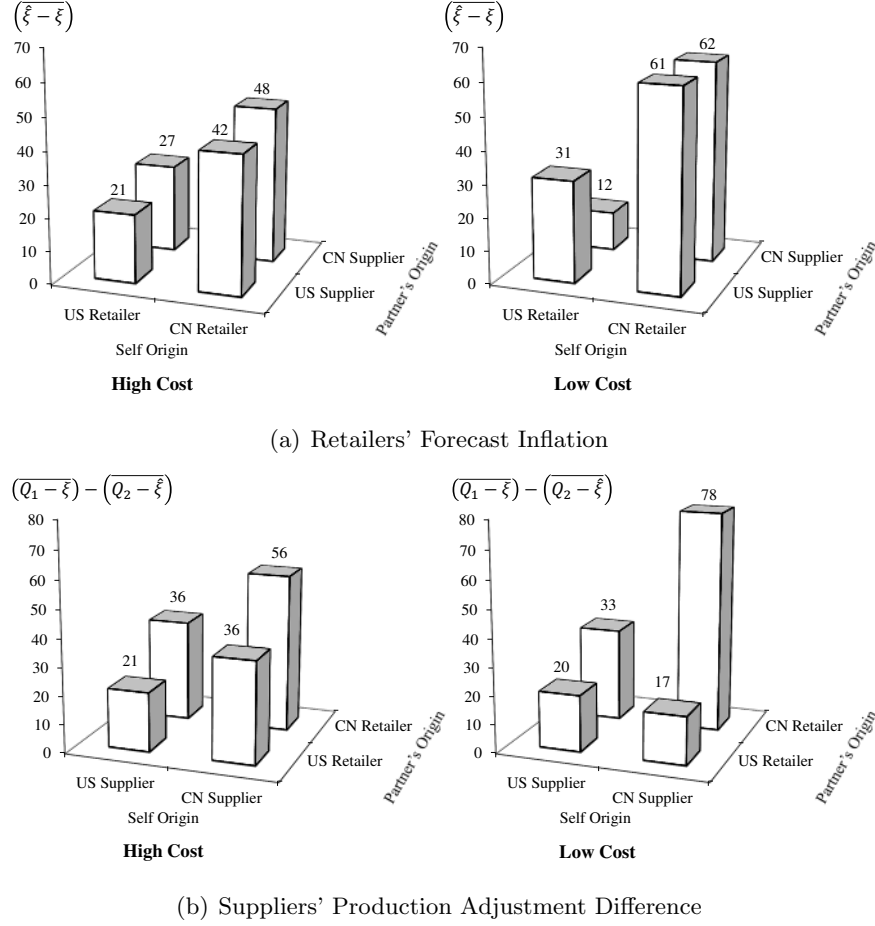 (ξ̂ − ξ)
70
60
50
40
30
20
10
0
21
27
42
48
US Retailer
CN Retailer
Self Origin
CN Supplier
US Supplier
Partner's Origin
High Cost
(ξ̂ − ξ)
70
60
50
40
30
20
10
0
31
12
61
62
US Retailer
CN Retailer
Self Origin
CN Supplier
US Supplier
Partner's Origin
Low Cost
(a) Retailers' Forecast Inflation
(Q₁ − ξ) − (Q₂ − ξ̂)
80
70
60
50
40
30
20
10
0
21
36
36
56
US Supplier
CN Supplier
Self Origin
CN Retailer
US Retailer
Partner's Origin
High Cost
(Q₁ − ξ) − (Q₂ − ξ̂)
80
70
60
50
40
30
20
10
0
20
33
17
78
US Supplier
CN Supplier
Self Origin
CN Retailer
US Retailer
Partner's Origin
Low Cost
(b) Suppliers' Production Adjustment Difference